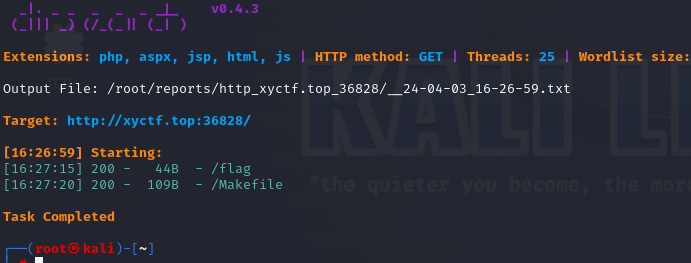 _|. _ _  _  _  _ _|_    v0.4.3
(_||| _) (/_(_|| (_| )
Extensions: php, aspx, jsp, html, js | HTTP method: GET | Threads: 25 | Wordlist size:
Output File: /root/reports/http_xyctf.top_36828/__24-04-03_16-26-59.txt
Target: http://xyctf.top:36828/
[16:26:59] Starting:
[16:27:15] 200 -   44B  - /flag
[16:27:20] 200 -  109B  - /Makefile
Task Completed
┌──(root㉿kali)-[~]
└─#
KALI LI
"the quieter you become, the mor